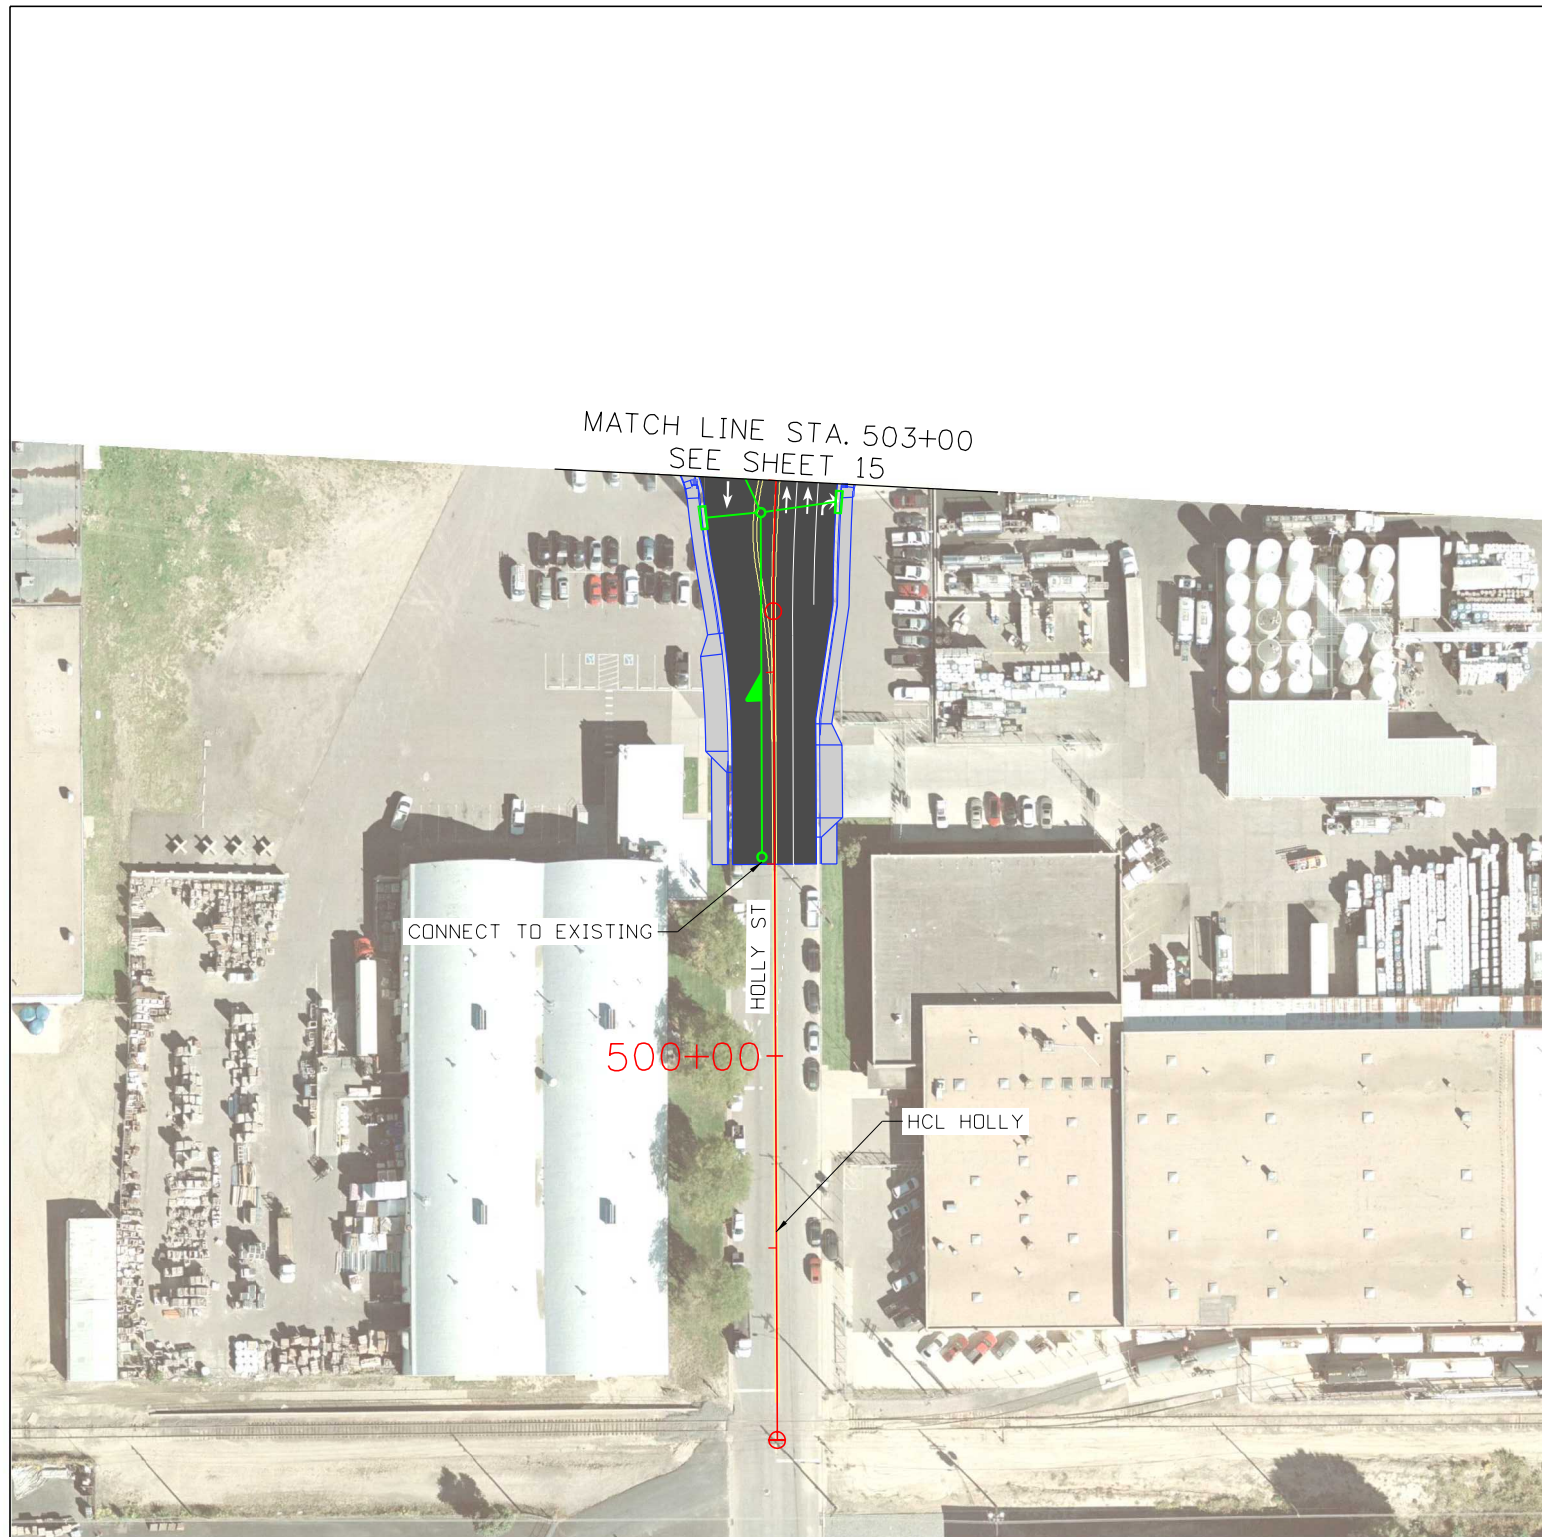 MATCH LINE STA. 503+00
SEE SHEET 15
CONNECT TO EXISTING
HOLLY ST
500+00
HCL HOLLY